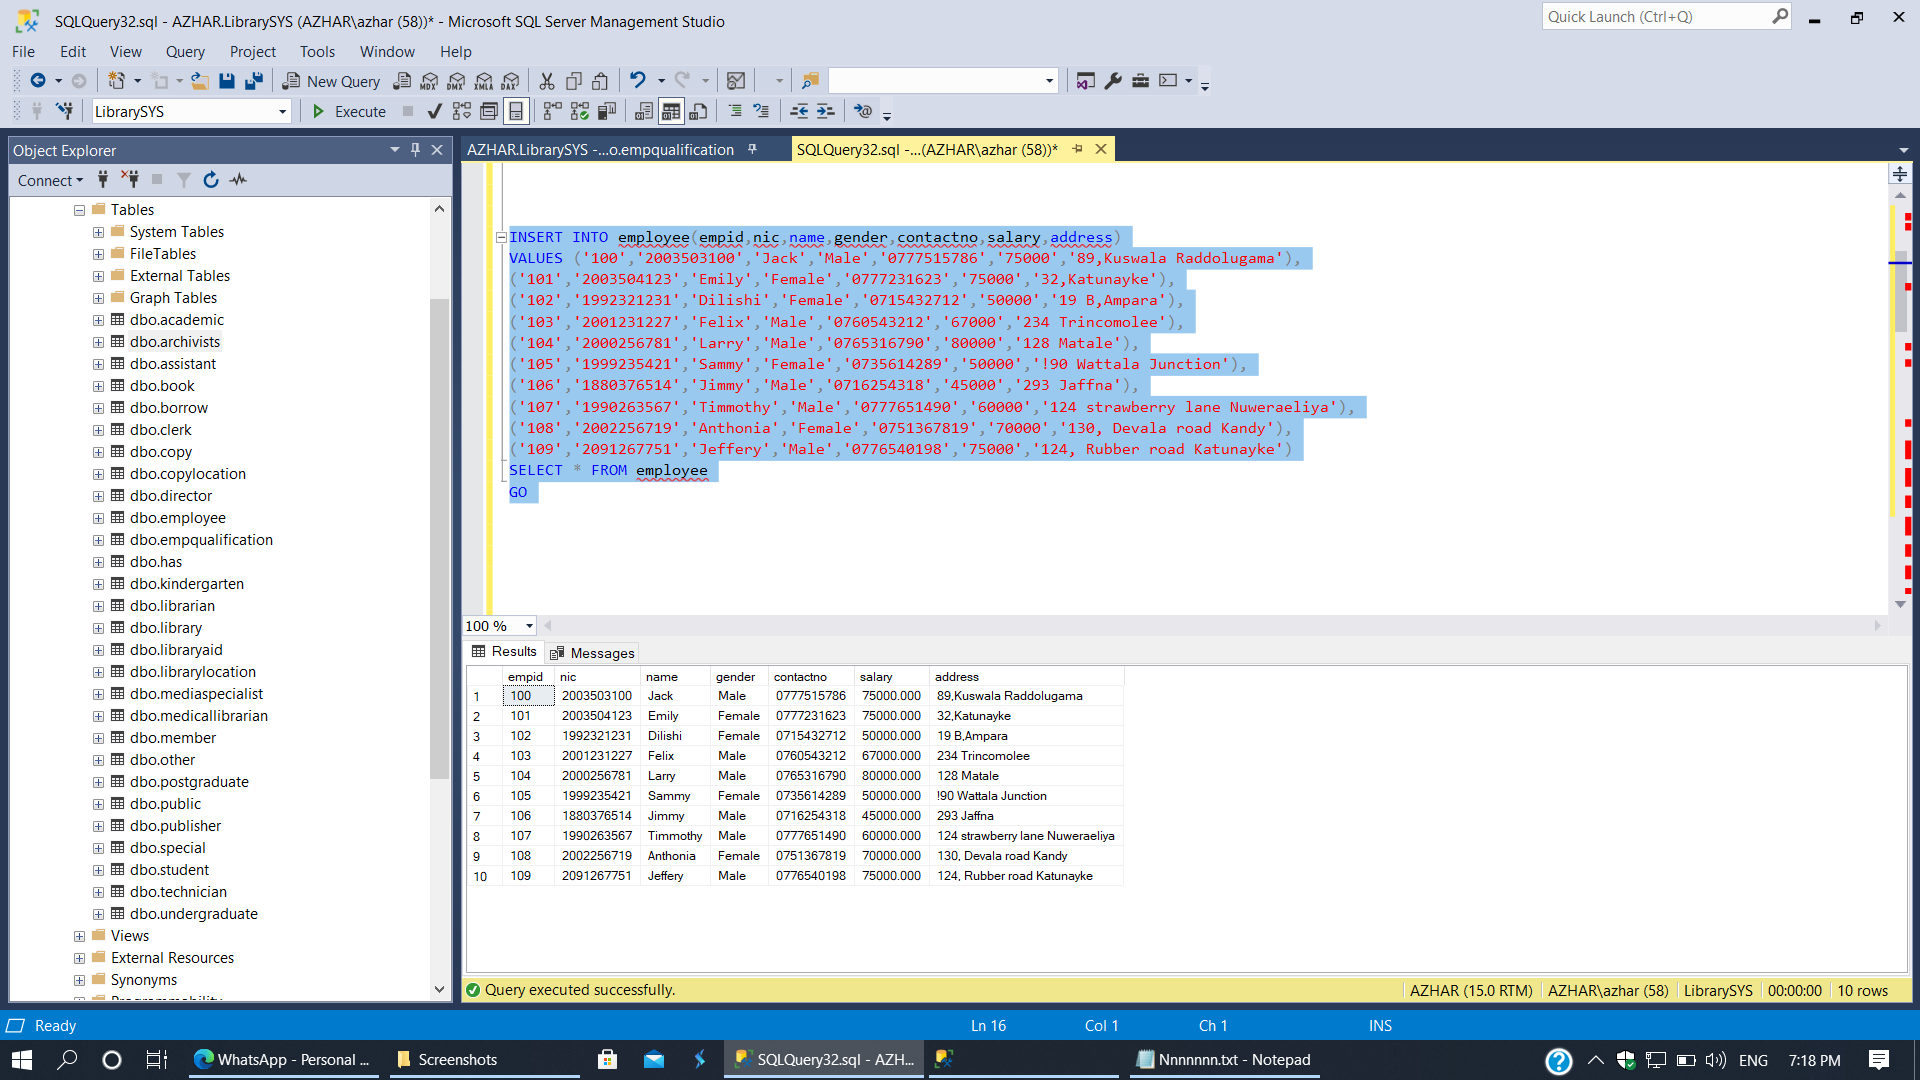 SQLQuery32.sql - AZHAR.LibrarySYS (AZHAR\azhar (58))* - Microsoft SQL Server Management Studio
Quick Launch (Ctrl+Q)
File Edit View Query Project Tools Window Help
New Query
MDX DMX XMLA DAX
LibrarySYS
Execute
Object Explorer
Connect
Tables
System Tables
FileTables
External Tables
Graph Tables
dbo.academic
dbo.archivists
dbo.assistant
dbo.book
dbo.borrow
dbo.clerk
dbo.copy
dbo.copylocation
dbo.director
dbo.employee
dbo.empqualification
dbo.has
dbo.kindergarten
dbo.librarian
dbo.library
dbo.libraryaid
dbo.librarylocation
dbo.mediaspecialist
dbo.medicallibrarian
dbo.member
dbo.other
dbo.postgraduate
dbo.public
dbo.publisher
dbo.special
dbo.student
dbo.technician
dbo.undergraduate
Views
External Resources
Synonyms
Programmability
AZHAR.LibrarySYS -...o.empqualification
SQLQuery32.sql -...(AZHAR\azhar (58))*
INSERT INTO employee(empid,nic,name,gender,contactno,salary,address)
VALUES ('100','2003503100','Jack','Male','0777515786','75000','89,Kuswala Raddolugama'),
('101','2003504123','Emily','Female','0777231623','75000','32,Katunayke'),
('102','1992321231','Dilishi','Female','0715432712','50000','19 B,Ampara'),
('103','2001231227','Felix','Male','0760543212','67000','234 Trincomolee'),
('104','2000256781','Larry','Male','0765316790','80000','128 Matale'),
('105','1999235421','Sammy','Female','0735614289','50000','!90 Wattala Junction'),
('106','1880376514','Jimmy','Male','0716254318','45000','293 Jaffna'),
('107','1990263567','Timmothy','Male','0777651490','60000','124 strawberry lane Nuweraeliya'),
('108','2002256719','Anthonia','Female','0751367819','70000','130, Devala road Kandy'),
('109','2091267751','Jeffery','Male','0776540198','75000','124, Rubber road Katunayke')
SELECT * FROM employee
GO
100 %
Results Messages
empid nic name gender contactno salary address
1 100 2003503100 Jack Male 0777515786 75000.000 89,Kuswala Raddolugama
2 101 2003504123 Emily Female 0777231623 75000.000 32,Katunayke
3 102 1992321231 Dilishi Female 0715432712 50000.000 19 B,Ampara
4 103 2001231227 Felix Male 0760543212 67000.000 234 Trincomolee
5 104 2000256781 Larry Male 0765316790 80000.000 128 Matale
6 105 1999235421 Sammy Female 0735614289 50000.000 !90 Wattala Junction
7 106 1880376514 Jimmy Male 0716254318 45000.000 293 Jaffna
8 107 1990263567 Timmothy Male 0777651490 60000.000 124 strawberry lane Nuweraeliya
9 108 2002256719 Anthonia Female 0751367819 70000.000 130, Devala road Kandy
10 109 2091267751 Jeffery Male 0776540198 75000.000 124, Rubber road Katunayke
Query executed successfully.
AZHAR (15.0 RTM) AZHAR\azhar (58) LibrarySYS 00:00:00 10 rows
Ready
Ln 16 Col 1 Ch 1 INS
WhatsApp - Personal ...
Screenshots
SQLQuery32.sql - AZH...
Nnnnnnn.txt - Notepad
ENG 7:18 PM